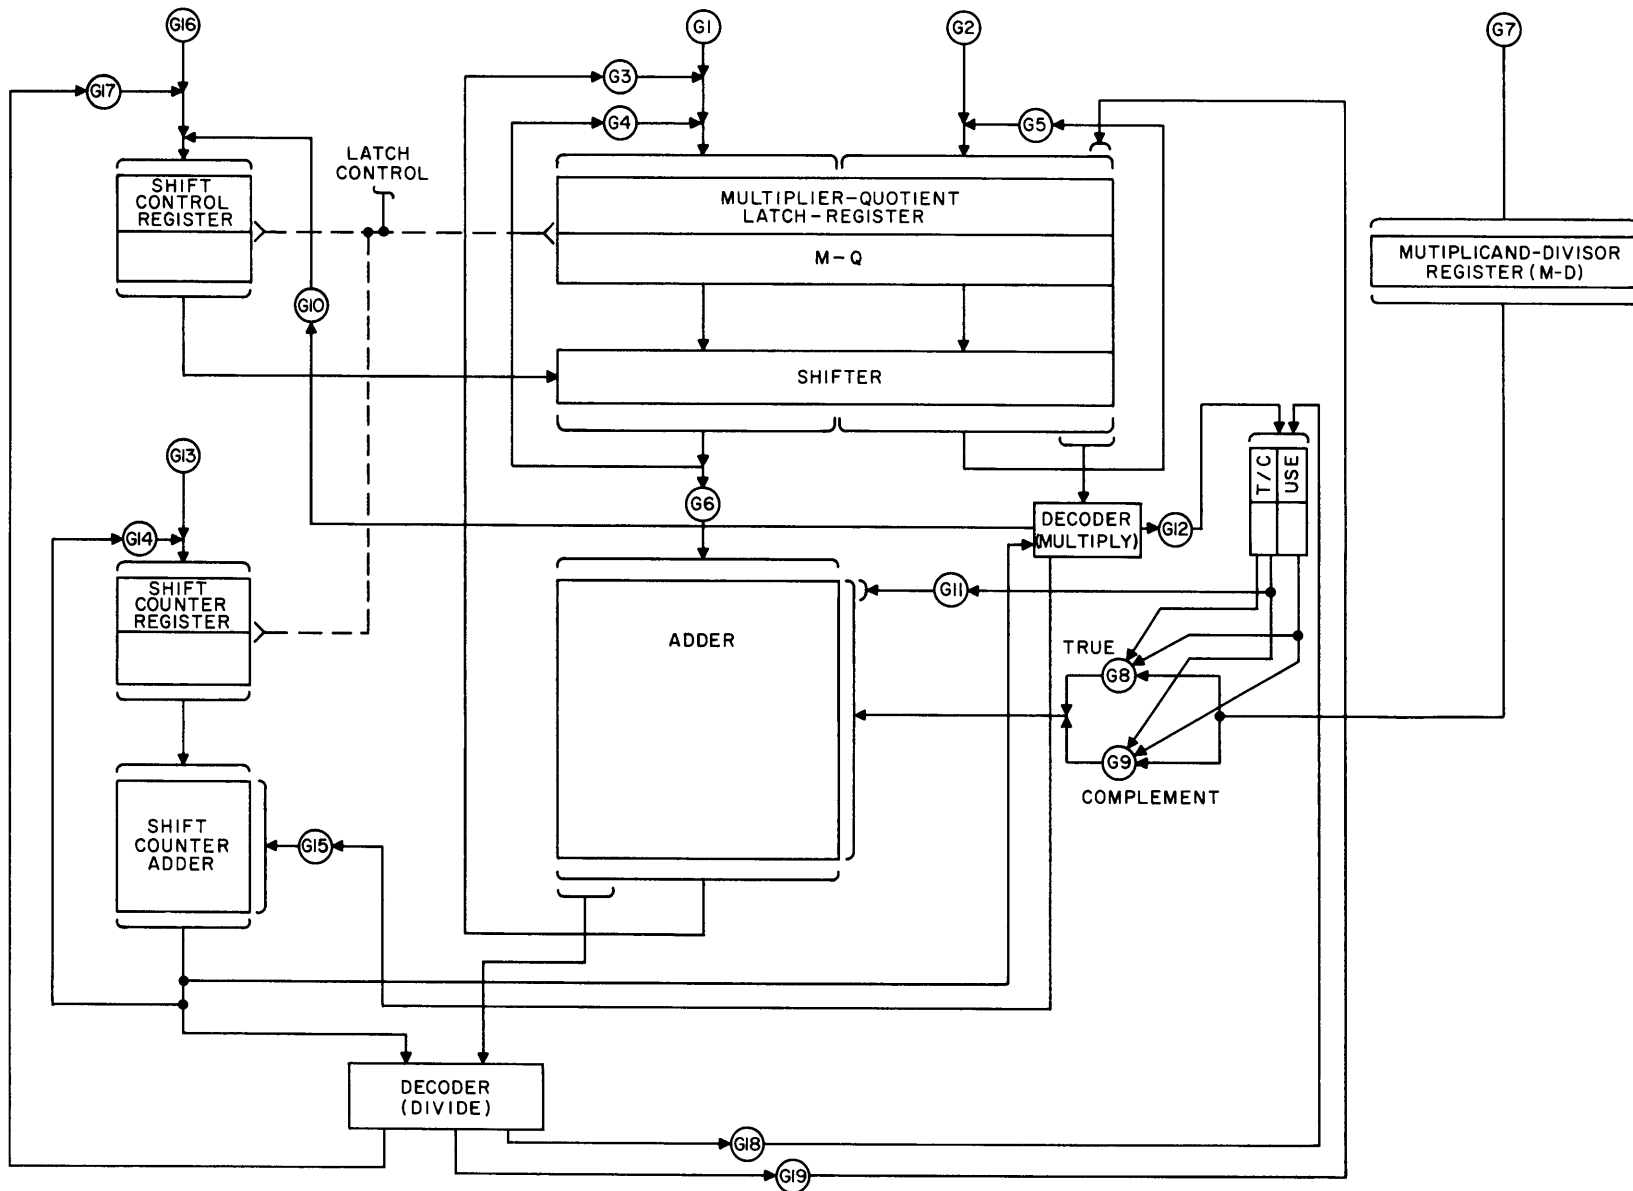 G16
G1
G2
G7
G3
G17
G4
G5
LATCH
CONTROL
SHIFT
CONTROL
REGISTER
MULTIPLIER-QUOTIENT
LATCH-REGISTER
M-Q
MUTIPLICAND-DIVISOR
REGISTER (M-D)
G10
SHIFTER
G13
T/C
USE
G6
DECODER
(MULTIPLY)
G12
G14
SHIFT
COUNTER
REGISTER
G11
ADDER
TRUE
G8
G9
COMPLEMENT
SHIFT
COUNTER
ADDER
G15
DECODER
(DIVIDE)
G18
G19